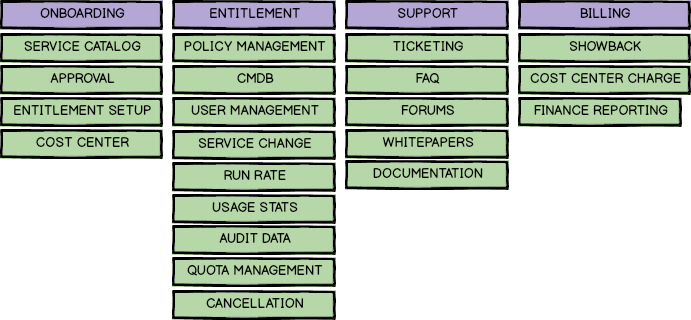 ONBOARDING
SERVICE CATALOG
APPROVAL
ENTITLEMENT SETUP
COST CENTER
ENTITLEMENT
POLICY MANAGEMENT
CMDB
USER MANAGEMENT
SERVICE CHANGE
RUN RATE
USAGE STATS
AUDIT DATA
QUOTA MANAGEMENT
CANCELLATION
SUPPORT
TICKETING
FAQ
FORUMS
WHITEPAPERS
DOCUMENTATION
BILLING
SHOWBACK
COST CENTER CHARGE
FINANCE REPORTING